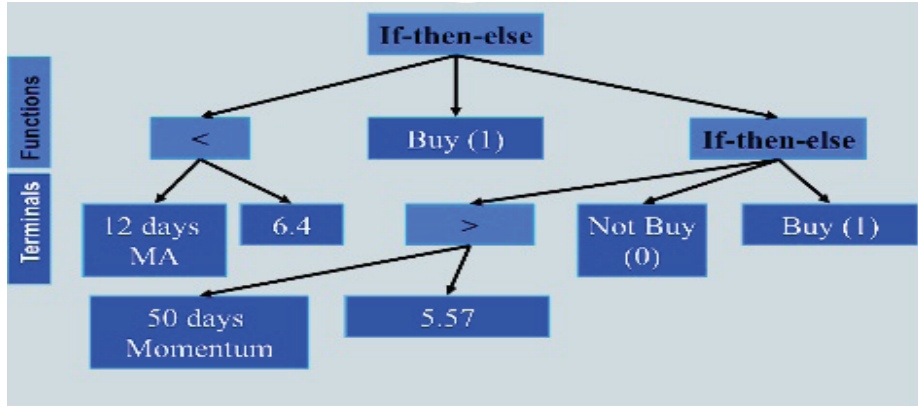 If-then-else
Functions
<
Buy (1)
If-then-else
Terminals
12 days
MA
6.4
>
Not Buy
(0)
Buy (1)
50 days
Momentum
5.57